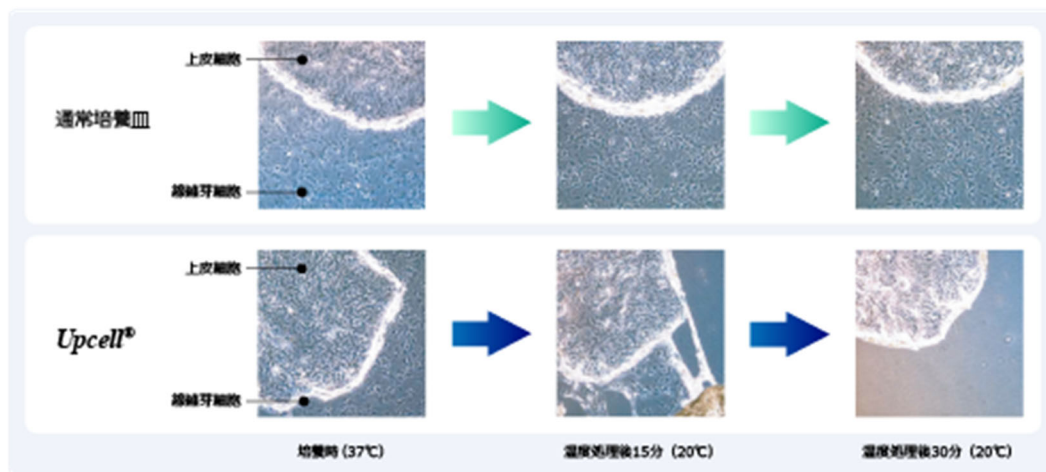 上皮細胞
通常培養皿
線維芽細胞
上皮細胞
Upcell®
線維芽細胞
培養時 (37℃)
温度処理後15分 (20℃)
温度処理後30分 (20℃)